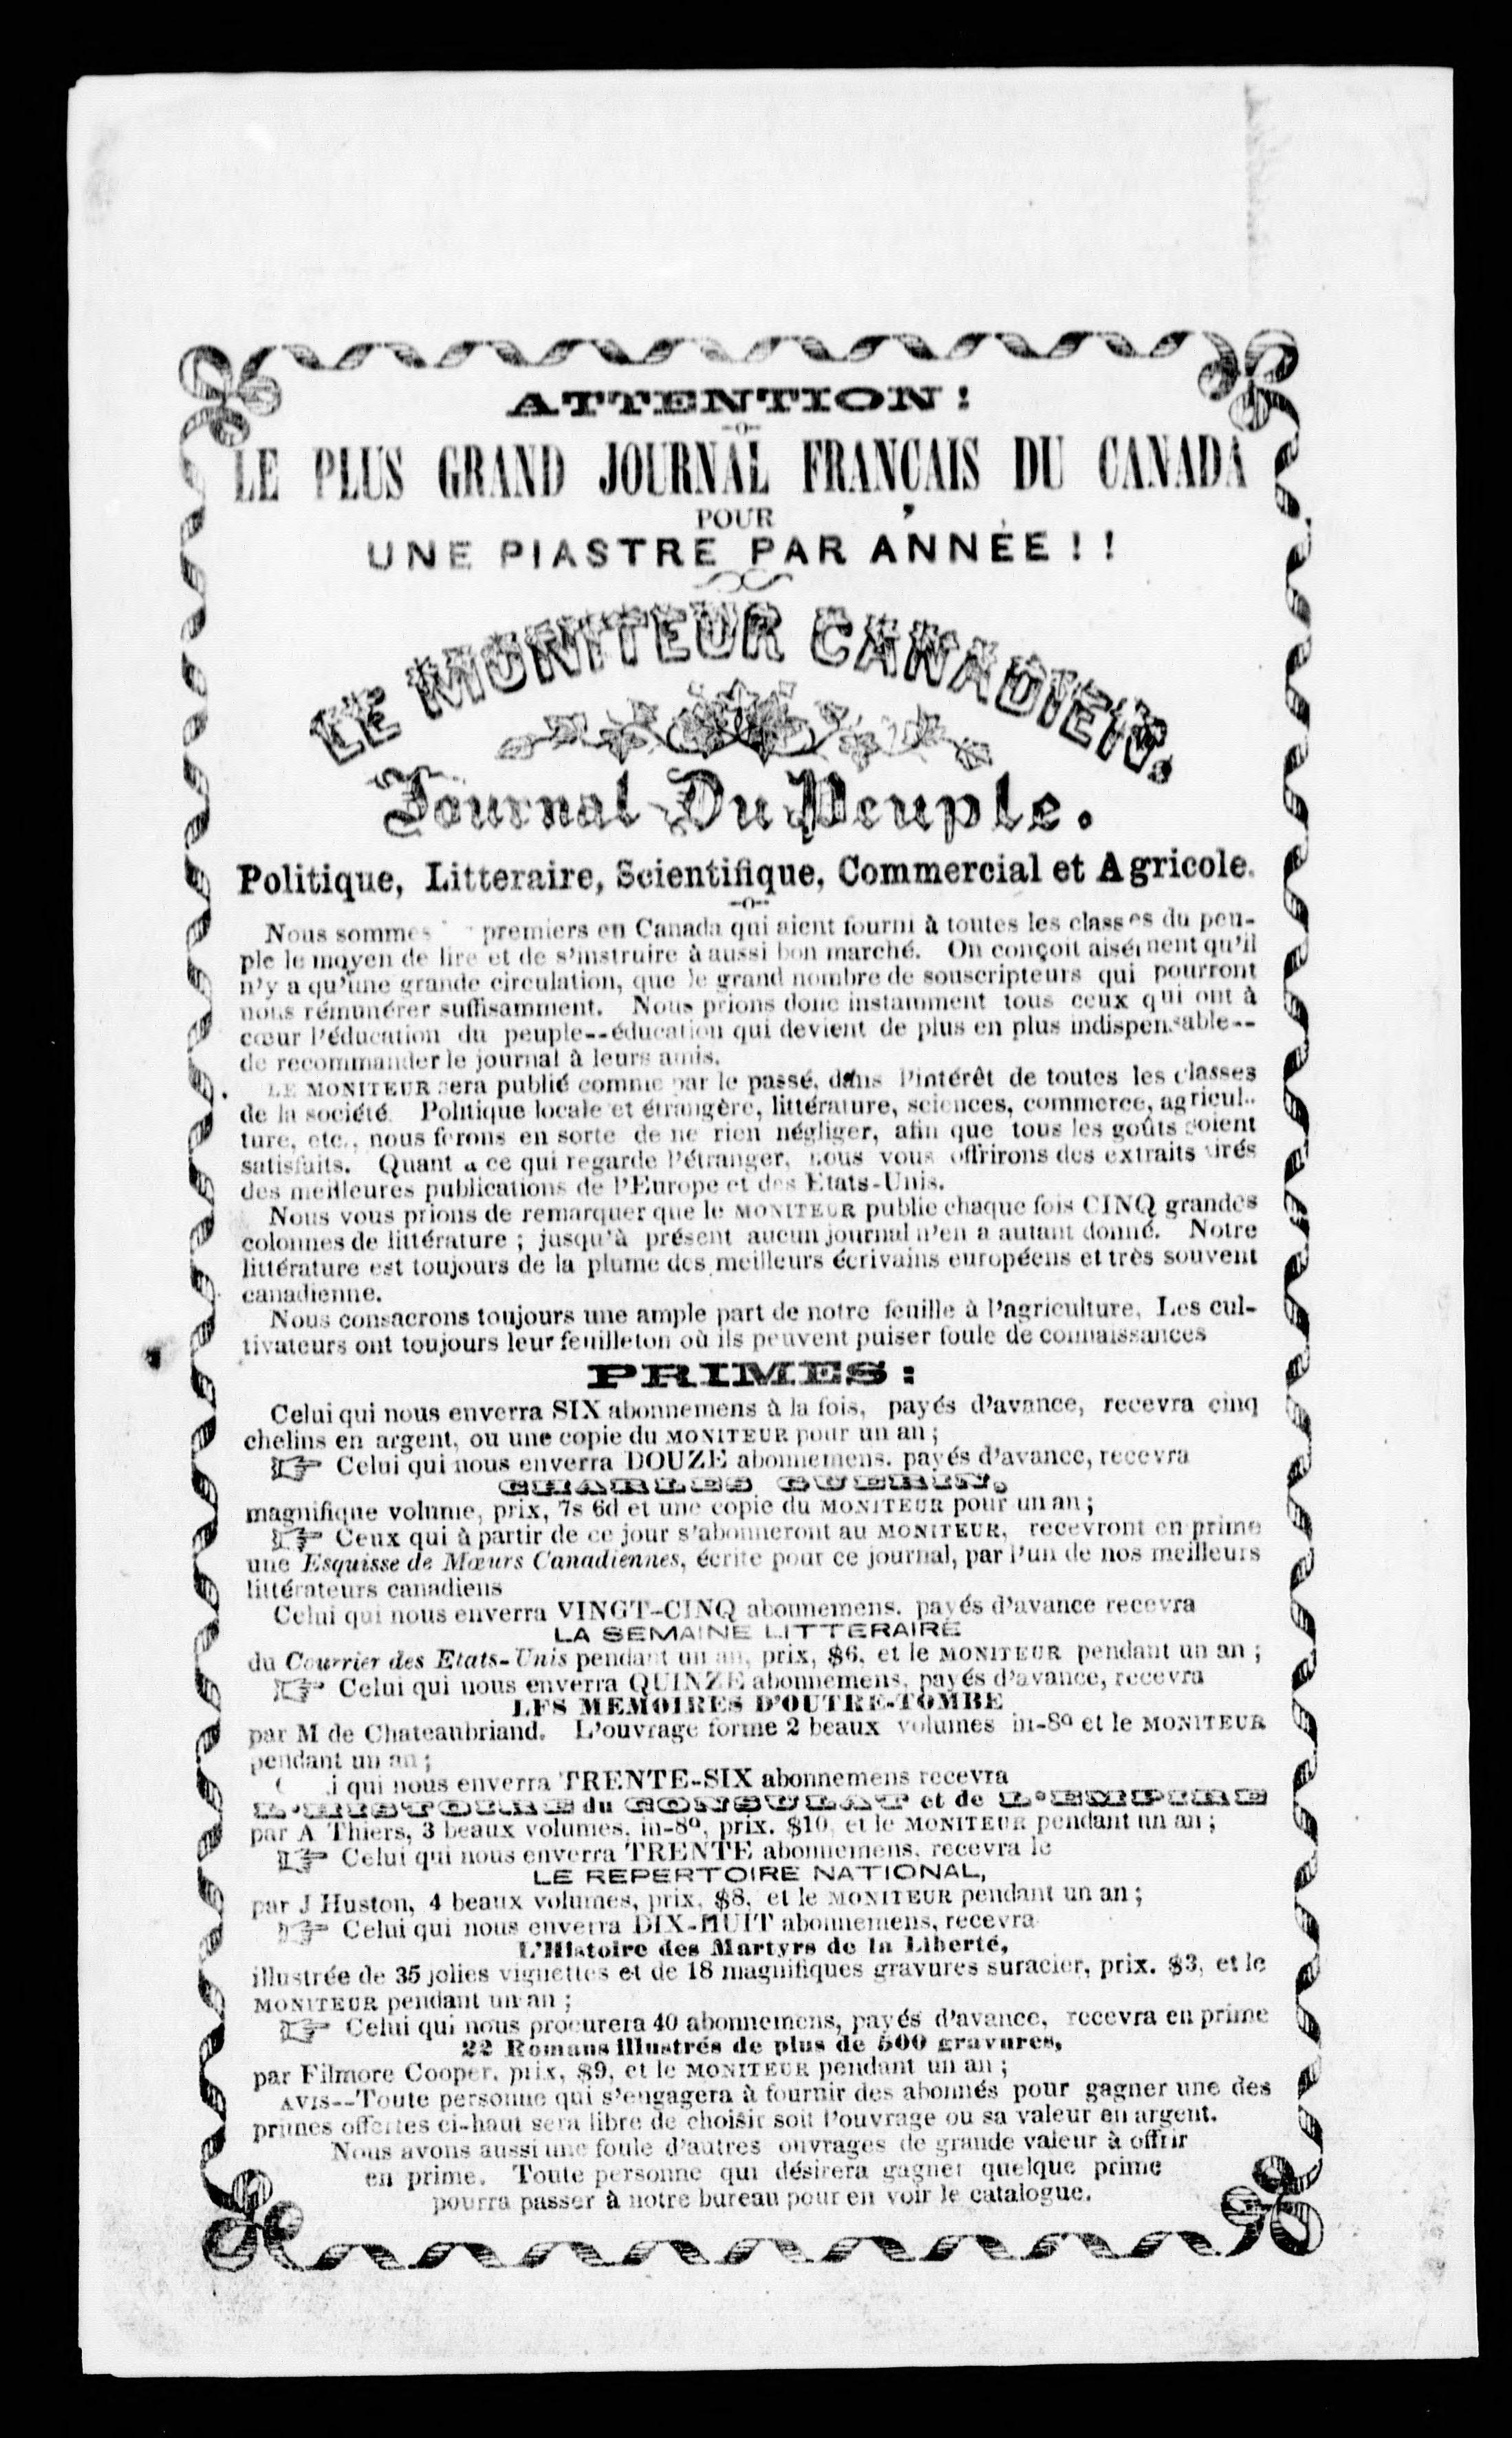 ATTENTION!
-o-
LE PLUS GRAND JOURNAL FRANÇAIS DU CANADA
POUR
UNE PIASTRE PAR ANNÉE!!
LE MONITEUR CANADIEN,
Journal Du Peuple.
Politique, Litteraire, Scientifique, Commercial et Agricole.
-o-
Nous sommes premiers en Canada qui aient fourni à toutes les classes du peu-
ple le moyen de lire et de s'instruire à aussi bon marché. On conçoit aisément qu'il
n'y a qu'une grande circulation, que le grand nombre de souscripteurs qui pourront
nous rémunérer suffisamment. Nous prions donc instamment tous ceux qui ont à
cœur l'éducation du peuple--éducation qui devient de plus en plus indispensable--
de recommander le journal à leurs amis.
LE MONITEUR sera publié comme par le passé, dans l'intérêt de toutes les classes
de la société. Politique locale et étrangère, littérature, sciences, commerce, agricul-
ture, etc., nous ferons en sorte de ne rien négliger, afin que tous les goûts soient
satisfaits. Quant a ce qui regarde l'étranger, nous vous offrirons des extraits tirés
des meilleures publications de l'Europe et des Etats-Unis.
Nous vous prions de remarquer que le MONITEUR publie chaque fois CINQ grandes
colonnes de littérature ; jusqu'à présent aucun journal n'en a autant donné. Notre
littérature est toujours de la plume des meilleurs écrivains européens et très souvent
canadienne.
Nous consacrons toujours une ample part de notre feuille à l'agriculture, Les cul-
tivateurs ont toujours leur feuilleton où ils peuvent puiser foule de connaissances
PRIMES:
Celui qui nous enverra SIX abonnemens à la fois, payés d'avance, recevra cinq
chelins en argent, ou une copie du MONITEUR pour un an ;
☞ Celui qui nous enverra DOUZE abonnemens. payés d'avance, recevra
CHARLES GUERIN,
magnifique volume, prix, 7s 6d et une copie du MONITEUR pour un an ;
☞ Ceux qui à partir de ce jour s'abonneront au MONITEUR, recevront en prime
une Esquisse de Mœurs Canadiennes, écrite pour ce journal, par l'un de nos meilleurs
littérateurs canadiens
Celui qui nous enverra VINGT-CINQ abonnemens. payés d'avance recevra
LA SEMAINE LITTERAIRE
du Courrier des Etats-Unis pendant un an, prix, $6, et le MONITEUR pendant un an ;
☞ Celui qui nous enverra QUINZE abonnemens, payés d'avance, recevra
LES MEMOIRES D'OUTRE-TOMBE
par M de Chateaubriand. L'ouvrage forme 2 beaux volumes in-8º et le MONITEUR
pendant un an ;
qui nous enverra TRENTE-SIX abonnemens recevra
L'HISTOIRE du CONSULAT et de L'EMPIRE
par A Thiers, 3 beaux volumes, in-8º, prix. $10, et le MONITEUR pendant un an ;
☞ Celui qui nous enverra TRENTE abonnemens, recevra le
LE REPERTOIRE NATIONAL,
par J Huston, 4 beaux volumes, prix, $8, et le MONITEUR pendant un an ;
☞ Celui qui nous enverra DIX-HUIT abonnemens, recevra
L'Histoire des Martyrs de la Liberté,
illustrée de 35 jolies vignettes et de 18 magnifiques gravures suracier, prix. $3, et le
MONITEUR pendant un an ;
☞ Celui qui nous procurera 40 abonnemens, payés d'avance, recevra en prime
22 Romans illustrés de plus de 500 gravures,
par Filmore Cooper, prix, $9, et le MONITEUR pendant un an ;
AVIS--Toute personne qui s'engagera à fournir des abonnés pour gagner une des
primes offertes ci-haut sera libre de choisir soit l'ouvrage ou sa valeur en argent.
Nous avons aussi une foule d'autres ouvrages de grande valeur à offrir
en prime. Toute personne qui désirera gagner quelque prime
pourra passer à notre bureau pour en voir le catalogue.